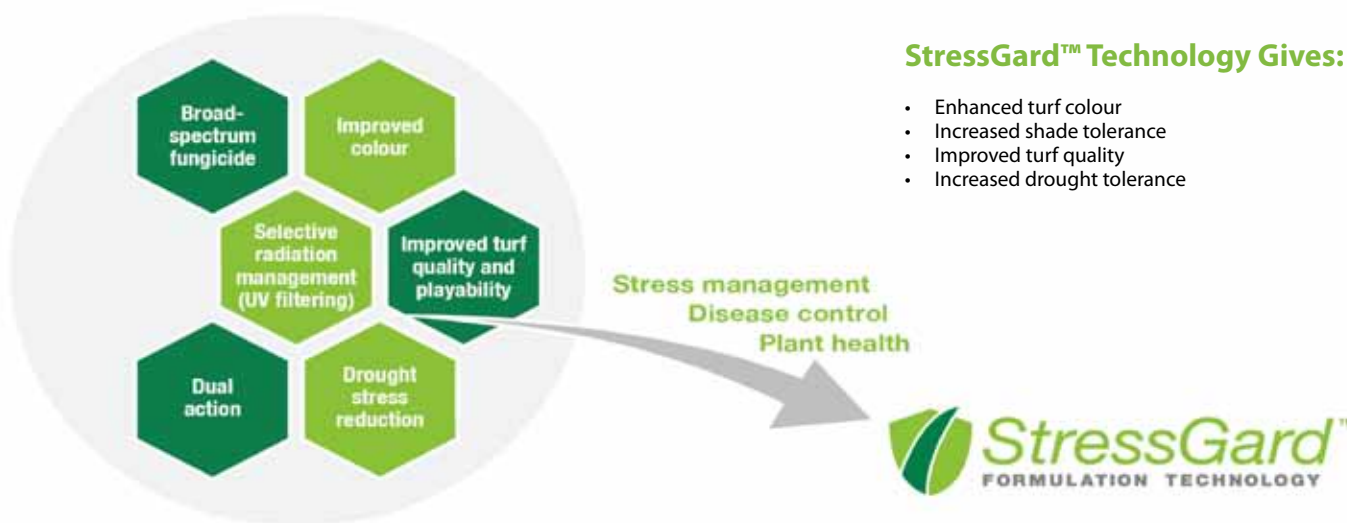 StressGard™ Technology Gives:
• Enhanced turf colour
• Increased shade tolerance
• Improved turf quality
• Increased drought tolerance
Broad-
spectrum
fungicide
Improved
colour
Selective
radiation
management
(UV filtering)
Improved turf
quality and
playability
Dual
action
Drought
stress
reduction
Stress management
Disease control
Plant health
StressGard™
FORMULATION TECHNOLOGY